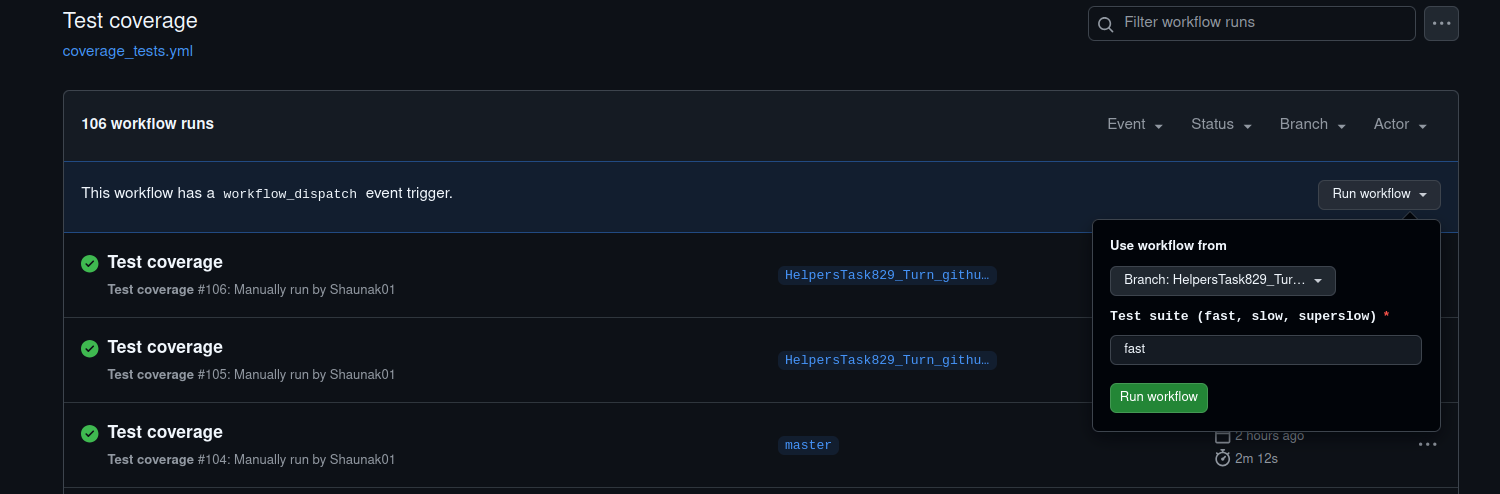 Test coverage
Filter workflow runs
coverage_tests.yml
106 workflow runs
Event
Status
Branch
Actor
This workflow has a workflow_dispatch event trigger.
Run workflow
Use workflow from
Branch: HelpersTask829_Tur...
Test suite (fast, slow, superslow) *
fast
Run workflow
Test coverage
Test coverage #106: Manually run by Shaunak01
HelpersTask829_Turn_githu…
Test coverage
Test coverage #105: Manually run by Shaunak01
HelpersTask829_Turn_githu…
Test coverage
Test coverage #104: Manually run by Shaunak01
master
2 hours ago
2m 12s